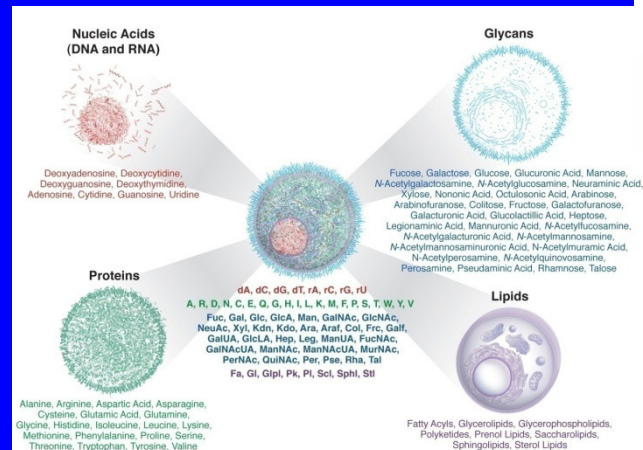 Nucleic Acids
(DNA and RNA)
Deoxyadenosine, Deoxycytidine,
Deoxyguanosine, Deoxythymidine,
Adenosine, Cytidine, Guanosine, Uridine
Glycans
Fucose, Galactose, Glucose, Glucuronic Acid, Mannose,
N-Acetylgalactosamine, N-Acetylglucosamine, Neuraminic Acid,
Xylose, Nononic Acid, Octulosonic Acid, Arabinose,
Arabinofuranose, Colitose, Fructose, Galactofuranose,
Galacturonic Acid, Glucolactillic Acid, Heptose,
Legionaminic Acid, Mannuronic Acid, N-Acetylfucosamine,
N-Acetylgalacturonic Acid, N-Acetylmannosamine,
N-Acetylmannosaminuronic Acid, N-Acetylmuramic Acid,
N-Acetylperosamine, N-Acetylquinovosamine,
Perosamine, Pseudaminic Acid, Rhamnose, Talose
dA, dC, dG, dT, rA, rC, rG, rU
A, R, D, N, C, E, Q, G, H, I, L, K, M, F, P, S, T, W, Y, V
Fuc, Gal, Glc, GlcA, Man, GalNAc, GlcNAc,
NeuAc, Xyl, Kdn, Kdo, Ara, Araf, Col, Frc, Galf,
GalUA, GlcLA, Hep, Leg, ManUA, FucNAc,
GalNAcUA, ManNAc, ManNAcUA, MurNAc,
PerNAc, QuiNAc, Per, Pse, Rha, Tal
Fa, Gl, Glpl, Pk, Pl, Scl, Sphl, Stl
Proteins
Alanine, Arginine, Aspartic Acid, Asparagine,
Cysteine, Glutamic Acid, Glutamine,
Glycine, Histidine, Isoleucine, Leucine, Lysine,
Methionine, Phenylalanine, Proline, Serine,
Threonine, Tryptophan, Tyrosine, Valine
Lipids
Fatty Acyls, Glycerolipids, Glycerophospholipids,
Polyketides, Prenol Lipids, Saccharolipids,
Sphingolipids, Sterol Lipids